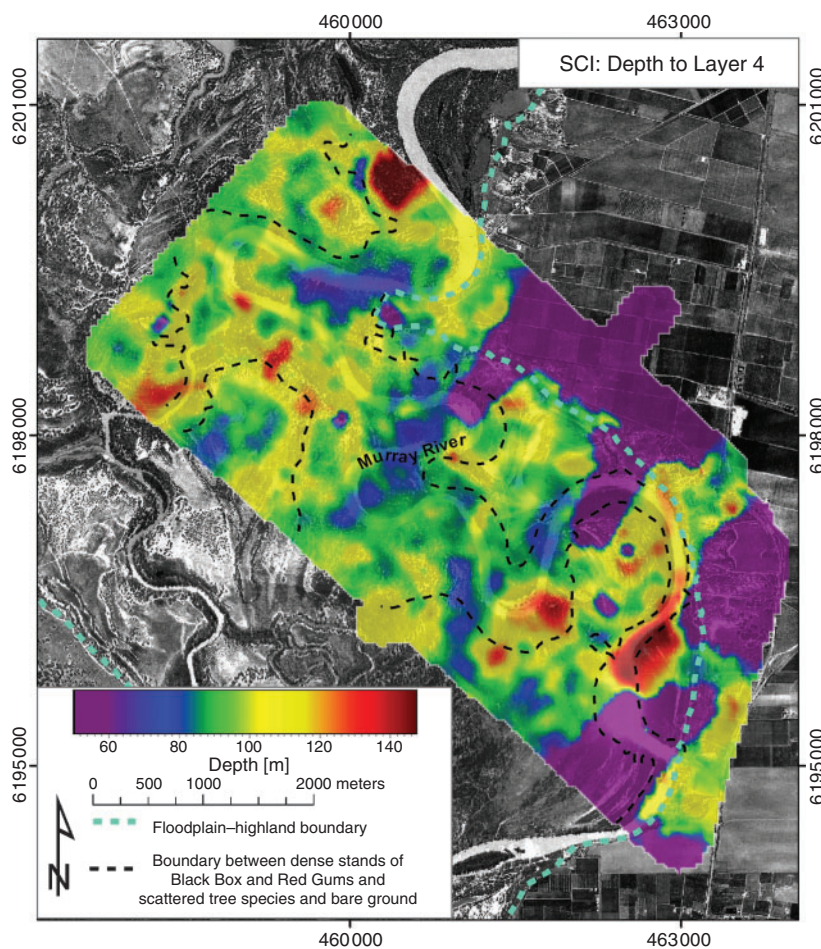 460000
463000
SCI: Depth to Layer 4
6201000
6201000
6198000
6198000
Murray River
6195000
6195000
60
80
100
120
140
Depth [m]
0
500
1000
2000 meters
Floodplain–highland boundary
N
Boundary between dense stands of
Black Box and Red Gums and
scattered tree species and bare ground
460000
463000